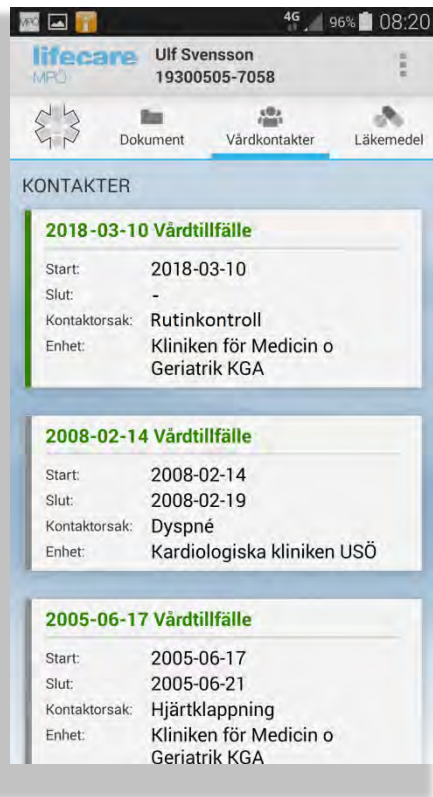 MPÖ 4G 96% 08:20
lifecare Ulf Svensson
MPÖ 19300505-7058
Dokument Vårdkontakter Läkemedel
KONTAKTER
2018-03-10 Vårdtillfälle
Start: 2018-03-10
Slut: -
Kontaktorsak: Rutinkontroll
Enhet: Kliniken för Medicin o
Geriatrik KGA
2008-02-14 Vårdtillfälle
Start: 2008-02-14
Slut: 2008-02-19
Kontaktorsak: Dyspné
Enhet: Kardiologiska kliniken USÖ
2005-06-17 Vårdtillfälle
Start: 2005-06-17
Slut: 2005-06-21
Kontaktorsak: Hjärtklappning
Enhet: Kliniken för Medicin o
Geriatrik KGA